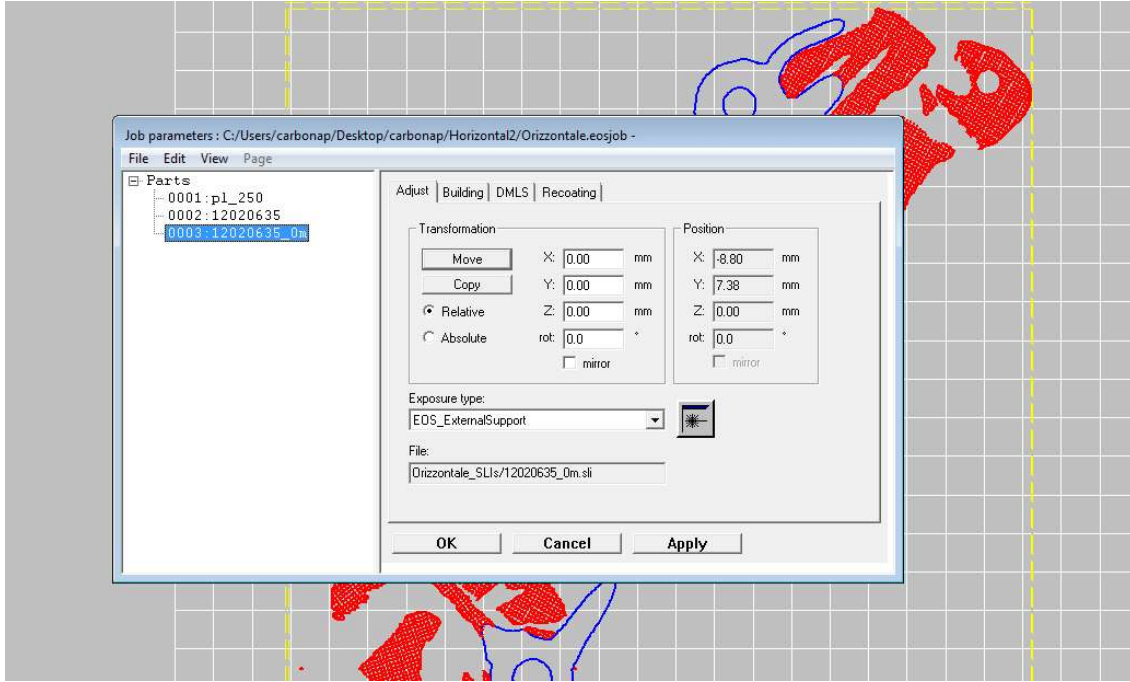 Job parameters : C:/Users/carbonap/Desktop/carbonap/Horizontal2/Orizzontale.eosjob -
File Edit View Page
Parts
0001:pl_250
0002:12020635
0003:12020635_0m
Adjust Building DMLS Recoating
Transformation
Move X: 0.00 mm
Copy Y: 0.00 mm
Relative Z: 0.00 mm
Absolute rot: 0.0 °
mirror
Position
X: -8.80 mm
Y: 7.38 mm
Z: 0.00 mm
rot: 0.0 °
mirror
Exposure type:
EOS_ExternalSupport
File:
Orizzontale_SLIs/12020635_0m.sli
OK Cancel Apply